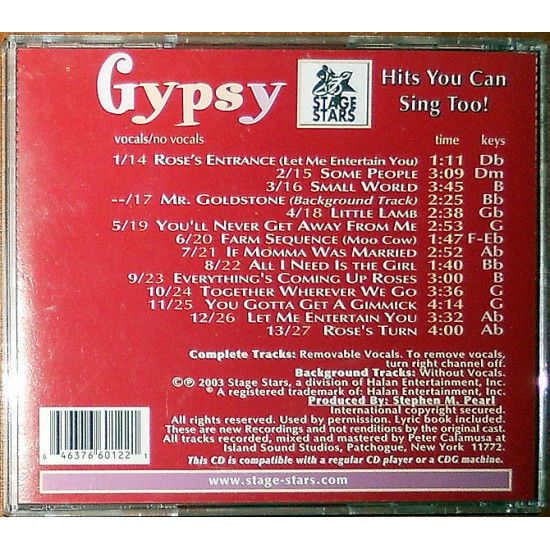 Gypsy
STAGE STARS
Hits You Can
Sing Too!
vocals/no vocals time keys
1/14 ROSE'S ENTRANCE (LET ME ENTERTAIN YOU) 1:11 Db
2/15 SOME PEOPLE 3:09 Dm
3/16 SMALL WORLD 3:45 B
--/17 MR. GOLDSTONE (Background Track) 2:25 Bb
4/18 LITTLE LAMB 2:38 Gb
5/19 YOU'LL NEVER GET AWAY FROM ME 2:53 G
6/20 FARM SEQUENCE (MOO COW) 1:47 F-Eb
7/21 IF MOMMA WAS MARRIED 2:52 Ab
8/22 ALL I NEED IS THE GIRL 1:40 Bb
9/23 EVERYTHING'S COMING UP ROSES 3:00 B
10/24 TOGETHER WHEREVER WE GO 3:36 G
11/25 YOU GOTTA GET A GIMMICK 4:14 G
12/26 LET ME ENTERTAIN YOU 3:32 Ab
13/27 ROSE'S TURN 4:00 Ab
Complete Tracks: Removable Vocals. To remove vocals,
turn right channel off.
Background Tracks: Without Vocals.
©℗ 2003 Stage Stars, a division of Halan Entertainment, Inc.
® A registered trademark of: Halan Entertainment, Inc.
Produced By: Stephen M. Pearl
International copyright secured.
All rights reserved. Used by permission. Lyric book included.
These are new Recordings and not renditions by the original cast.
All tracks recorded, mixed and mastered by Peter Calamusa at
Island Sound Studios, Patchogue, New York 11772.
This CD is compatible with a regular CD player or a CDG machine.
6 46376 60122 1
www.stage-stars.com